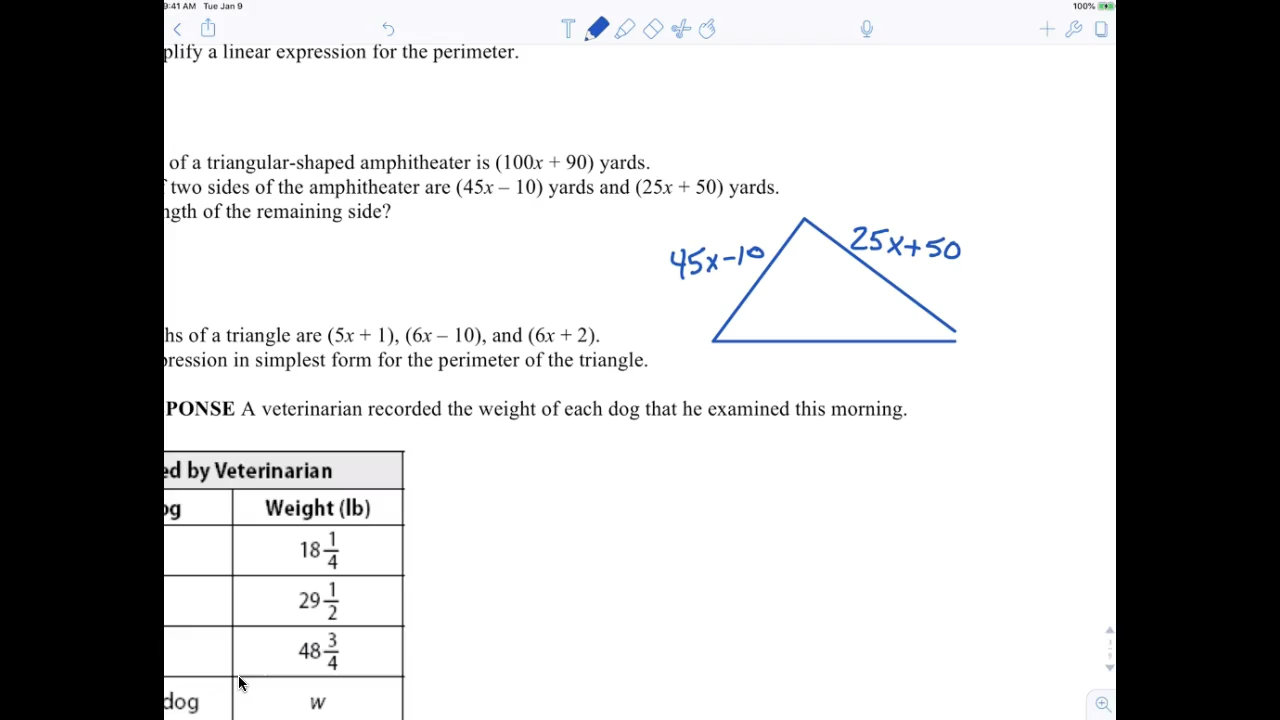 9:41 AM Tue Jan 9
100%
plify a linear expression for the perimeter.
of a triangular-shaped amphitheater is (100x + 90) yards.
two sides of the amphitheater are (45x – 10) yards and (25x + 50) yards.
ngth of the remaining side?
45x-10
25x+50
hs of a triangle are (5x + 1), (6x – 10), and (6x + 2).
pression in simplest form for the perimeter of the triangle.
PONSE A veterinarian recorded the weight of each dog that he examined this morning.
ed by Veterinarian
og Weight (lb)
18 1/4
29 1/2
48 3/4
dog w